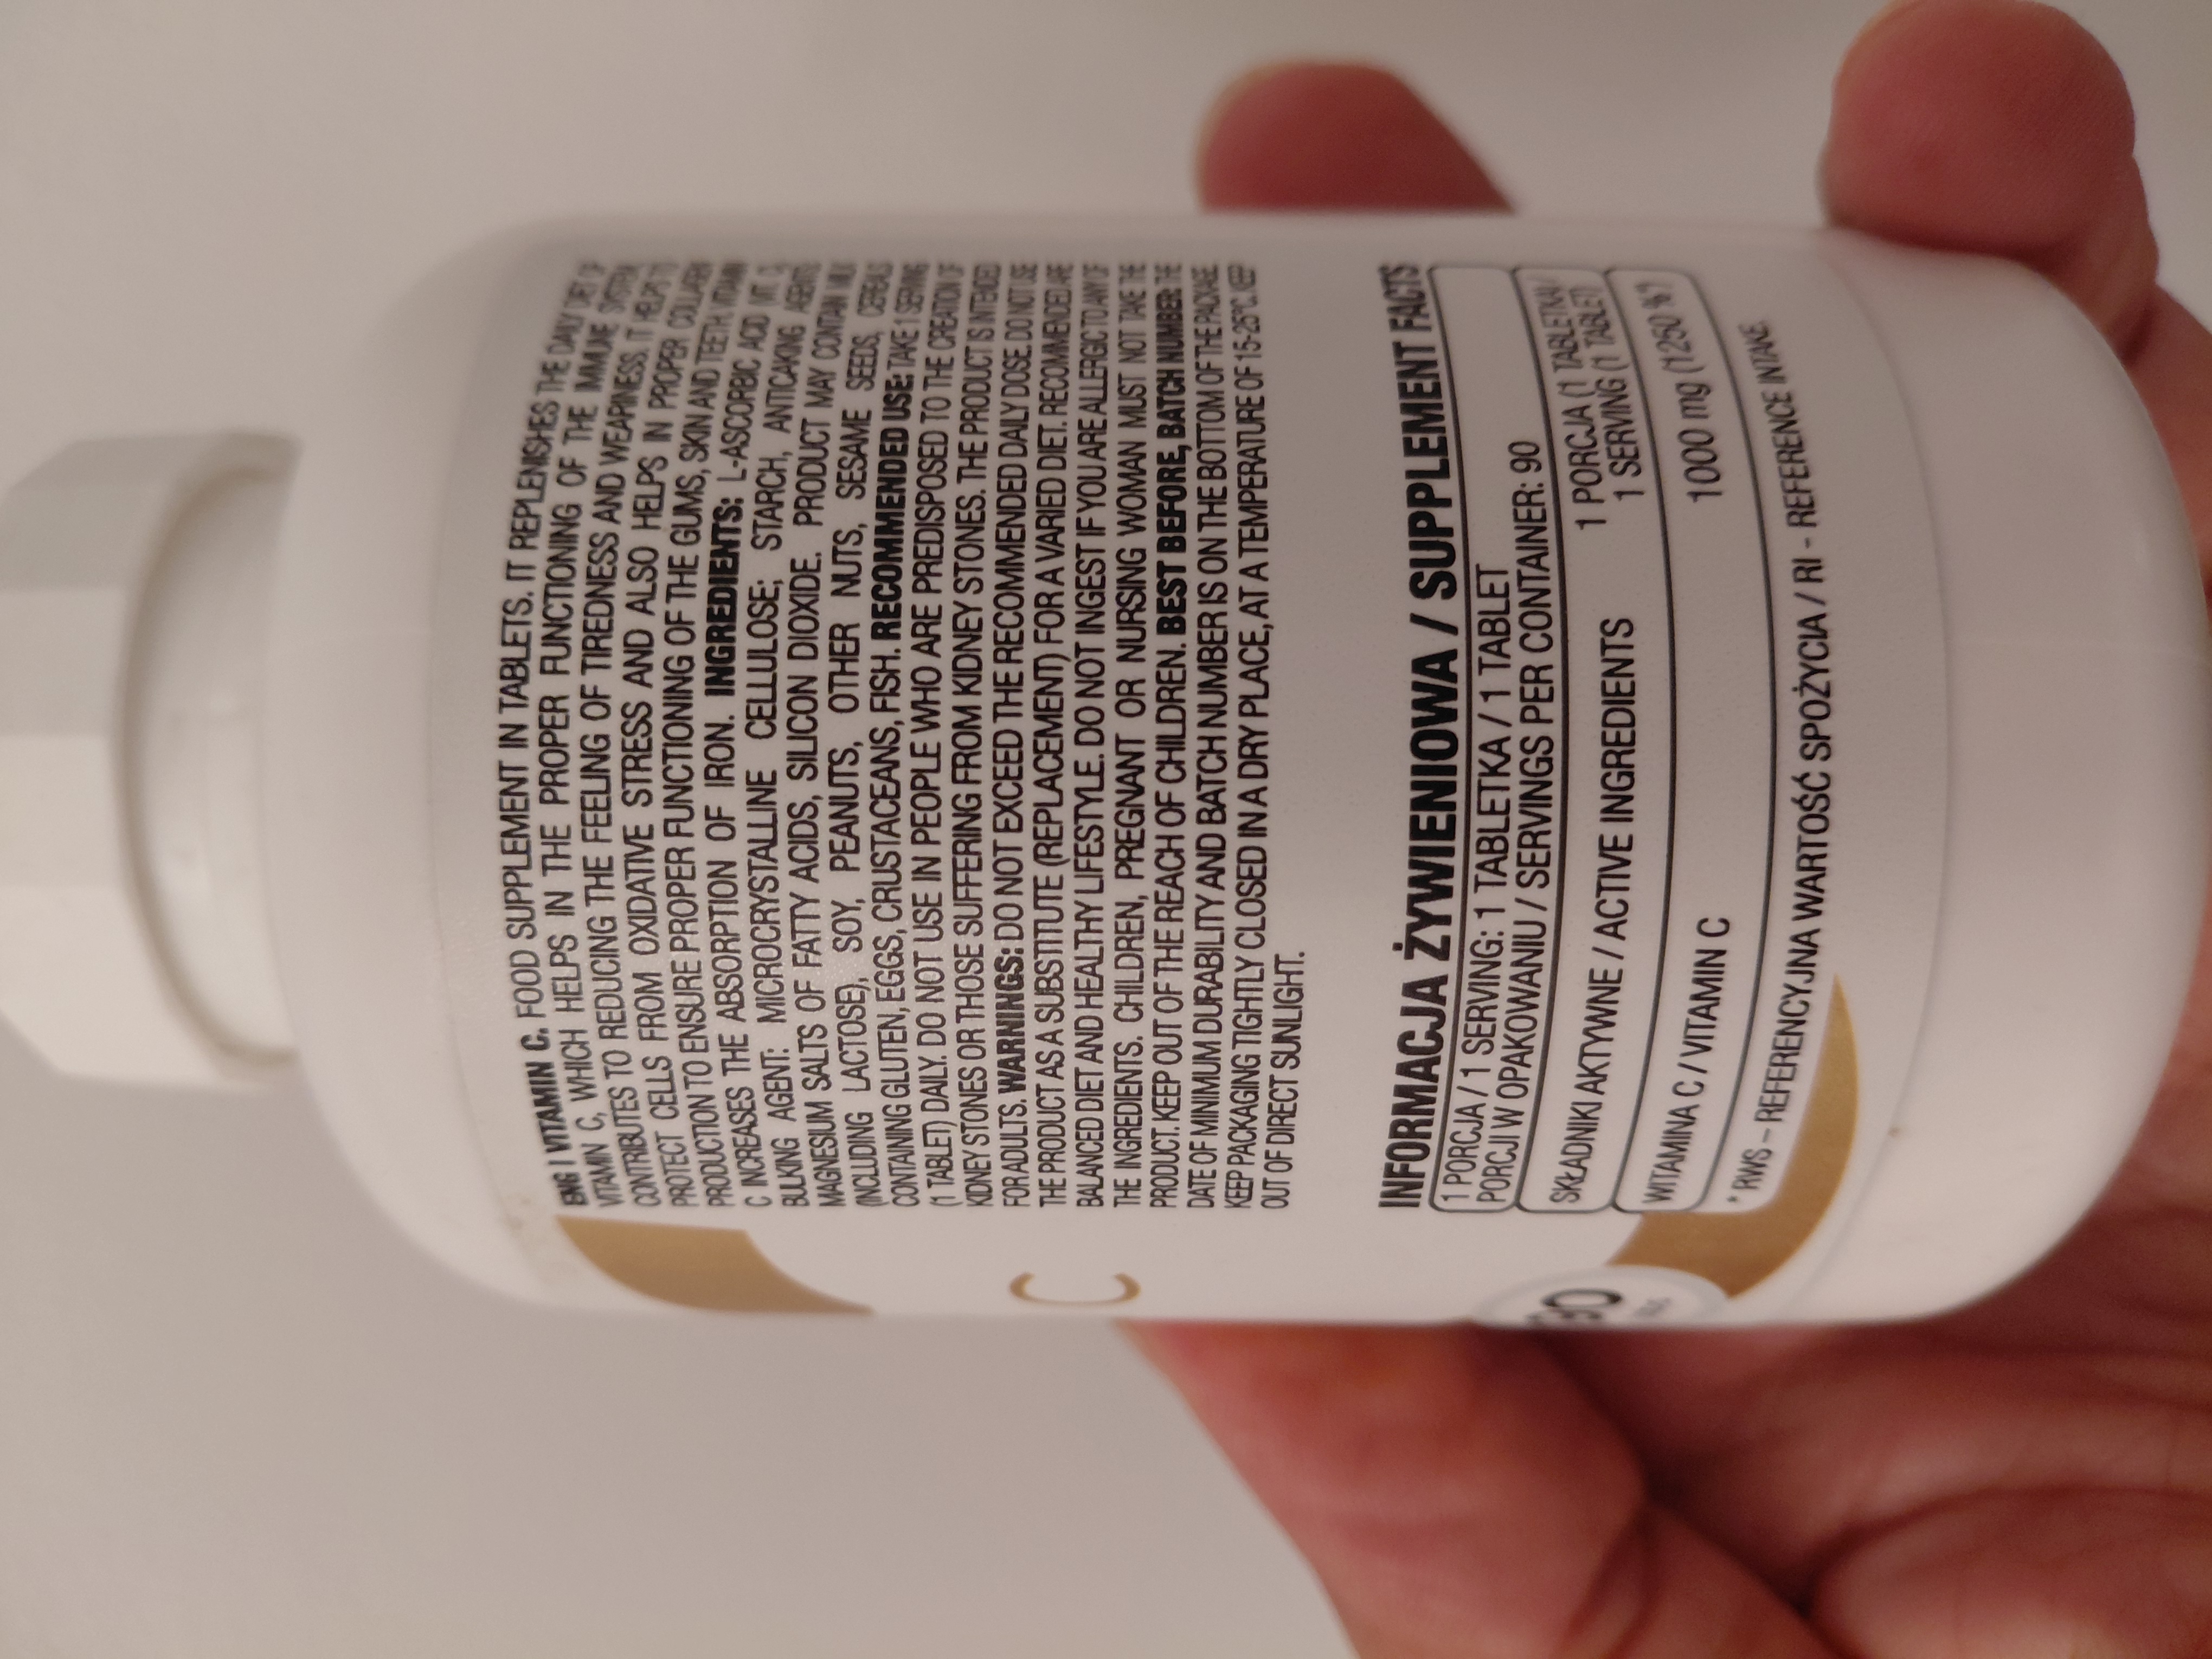 ENG | VITAMIN C. FOOD SUPPLEMENT IN TABLETS. IT REPLENISHES THE DAILY DIET OF
VITAMIN C, WHICH HELPS IN THE PROPER FUNCTIONING OF THE IMMUNE SYSTEM,
CONTRIBUTES TO REDUCING THE FEELING OF TIREDNESS AND WEARINESS. IT HELPS TO
PROTECT CELLS FROM OXIDATIVE STRESS AND ALSO HELPS IN PROPER COLLAGEN
PRODUCTION TO ENSURE PROPER FUNCTIONING OF THE GUMS, SKIN AND TEETH. VITAMIN
C INCREASES THE ABSORPTION OF IRON. INGREDIENTS: L-ASCORBIC ACID VIT. C;
BULKING AGENT: MICROCRYSTALLINE CELLULOSE; STARCH, ANTICAKING AGENTS:
MAGNESIUM SALTS OF FATTY ACIDS, SILICON DIOXIDE. PRODUCT MAY CONTAIN MILK
(INCLUDING LACTOSE), SOY, PEANUTS, OTHER NUTS, SESAME SEEDS, CEREALS
CONTAINING GLUTEN, EGGS, CRUSTACEANS, FISH. RECOMMENDED USE: TAKE 1 SERVING
(1 TABLET) DAILY. DO NOT USE IN PEOPLE WHO ARE PREDISPOSED TO THE CREATION OF
KIDNEY STONES OR THOSE SUFFERING FROM KIDNEY STONES. THE PRODUCT IS INTENDED
FOR ADULTS. WARNINGS: DO NOT EXCEED THE RECOMMENDED DAILY DOSE. DO NOT USE
THE PRODUCT AS A SUBSTITUTE (REPLACEMENT) FOR A VARIED DIET. RECOMMENDED ARE
BALANCED DIET AND HEALTHY LIFESTYLE. DO NOT INGEST IF YOU ARE ALLERGIC TO ANY OF
THE INGREDIENTS. CHILDREN, PREGNANT OR NURSING WOMAN MUST NOT TAKE THE
PRODUCT. KEEP OUT OF THE REACH OF CHILDREN. BEST BEFORE, BATCH NUMBER: THE
DATE OF MINIMUM DURABILITY AND BATCH NUMBER IS ON THE BOTTOM OF THE PACKAGE.
KEEP PACKAGING TIGHTLY CLOSED IN A DRY PLACE, AT A TEMPERATURE OF 15-25°C. KEEP
OUT OF DIRECT SUNLIGHT.
C
INFORMACJA ŻYWIENIOWA / SUPPLEMENT FACTS
1 PORCJA / 1 SERVING: 1 TABLETKA / 1 TABLET
PORCJI W OPAKOWANIU / SERVINGS PER CONTAINER: 90
SKŁADNIKI AKTYWNE / ACTIVE INGREDIENTS 1 PORCJA (1 TABLETKA) /
1 SERVING (1 TABLET)
WITAMINA C / VITAMIN C 1000 mg (1250 %*)
* RWS – REFERENCYJNA WARTOŚĆ SPOŻYCIA / RI - REFERENCE INTAKE.